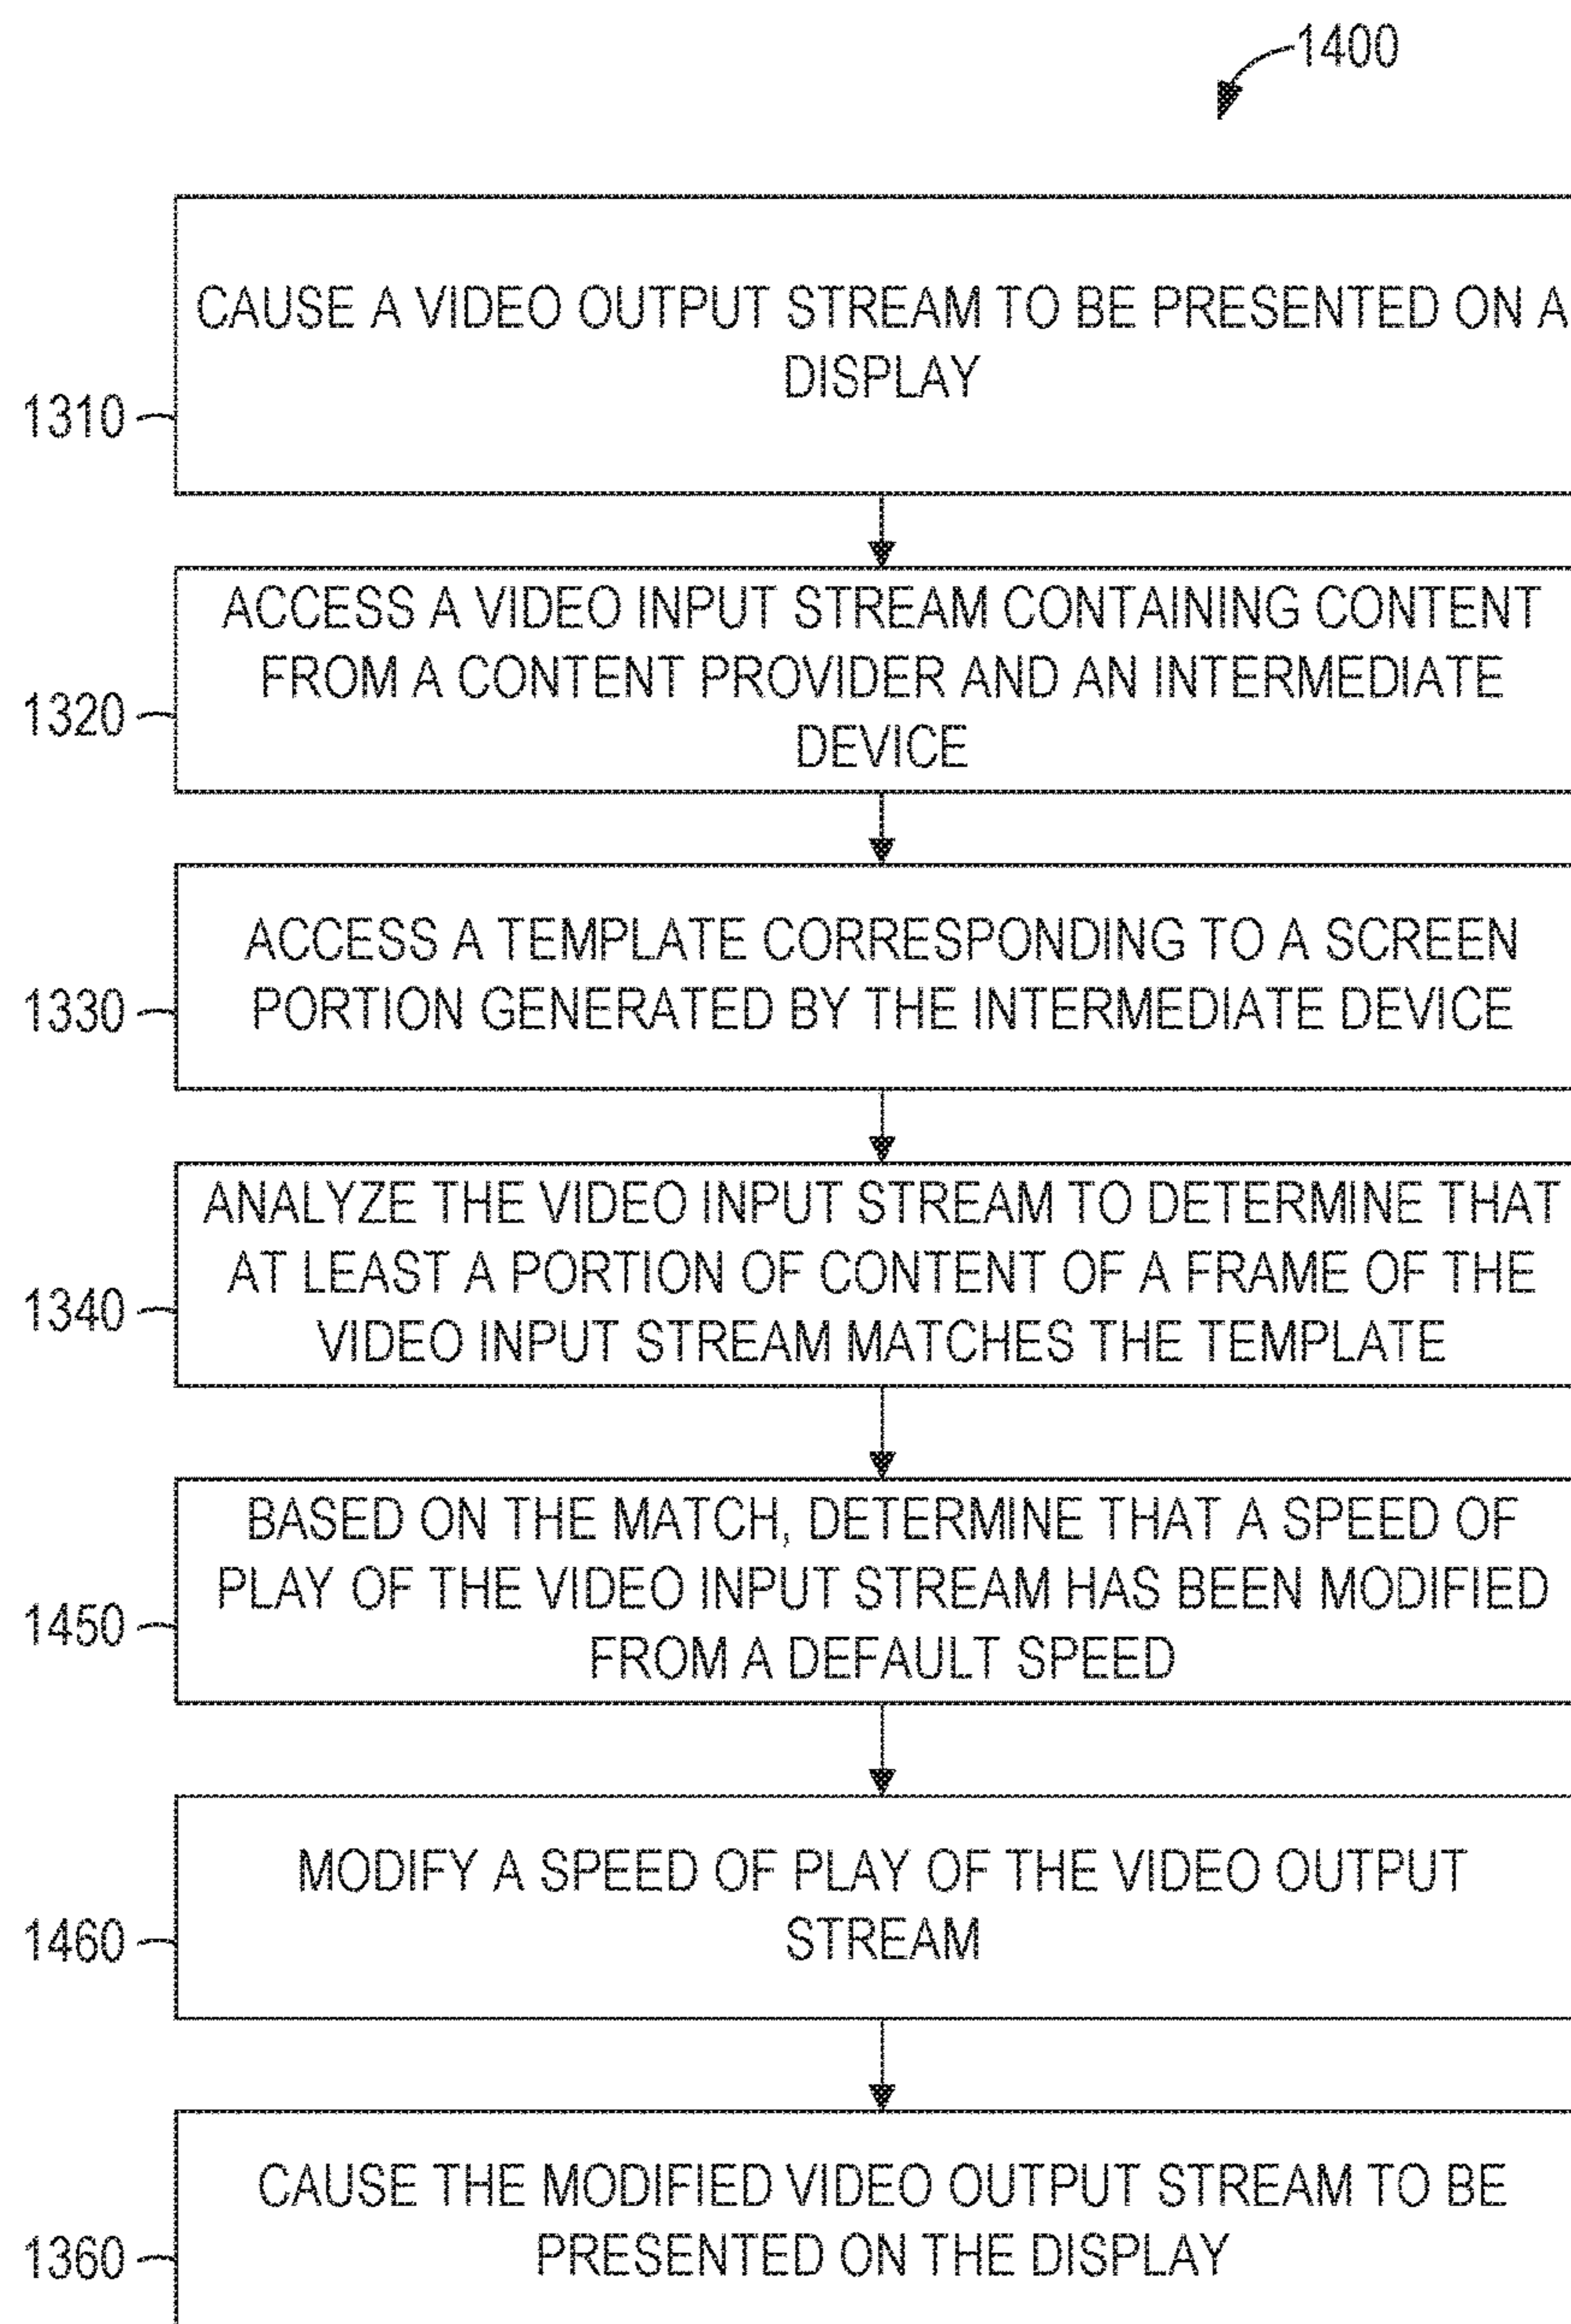 1400
CAUSE A VIDEO OUTPUT STREAM TO BE PRESENTED ON A
DISPLAY
1310
ACCESS A VIDEO INPUT STREAM CONTAINING CONTENT
FROM A CONTENT PROVIDER AND AN INTERMEDIATE
DEVICE
1320
ACCESS A TEMPLATE CORRESPONDING TO A SCREEN
PORTION GENERATED BY THE INTERMEDIATE DEVICE
1330
ANALYZE THE VIDEO INPUT STREAM TO DETERMINE THAT
AT LEAST A PORTION OF CONTENT OF A FRAME OF THE
VIDEO INPUT STREAM MATCHES THE TEMPLATE
1340
BASED ON THE MATCH, DETERMINE THAT A SPEED OF
PLAY OF THE VIDEO INPUT STREAM HAS BEEN MODIFIED
FROM A DEFAULT SPEED
1450
MODIFY A SPEED OF PLAY OF THE VIDEO OUTPUT
STREAM
1460
CAUSE THE MODIFIED VIDEO OUTPUT STREAM TO BE
PRESENTED ON THE DISPLAY
1360